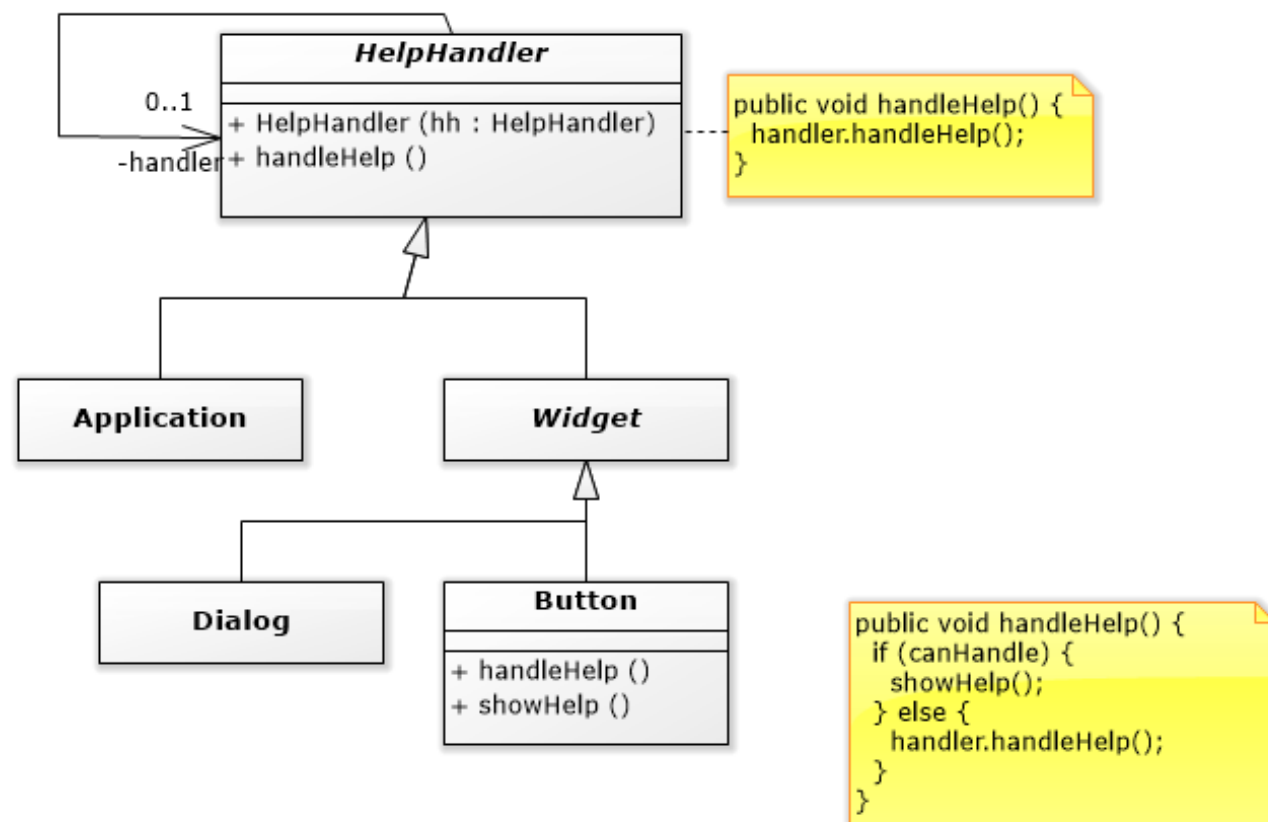 HelpHandler
0..1
-handler
+ HelpHandler (hh : HelpHandler)
+ handleHelp ()
public void handleHelp() {
handler.handleHelp();
}
Application
Widget
Dialog
Button
+ handleHelp ()
+ showHelp ()
public void handleHelp() {
if (canHandle) {
showHelp();
} else {
handler.handleHelp();
}
}